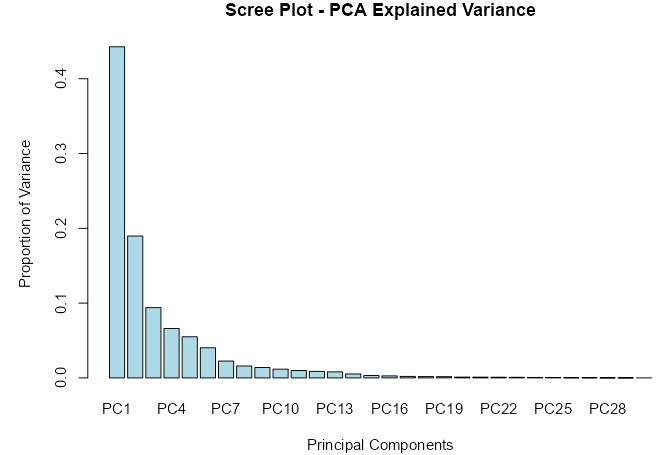 Scree Plot - PCA Explained Variance
Proportion of Variance
0.4
0.3
0.2
0.1
0.0
PC1 PC4 PC7 PC10 PC13 PC16 PC19 PC22 PC25 PC28
Principal Components